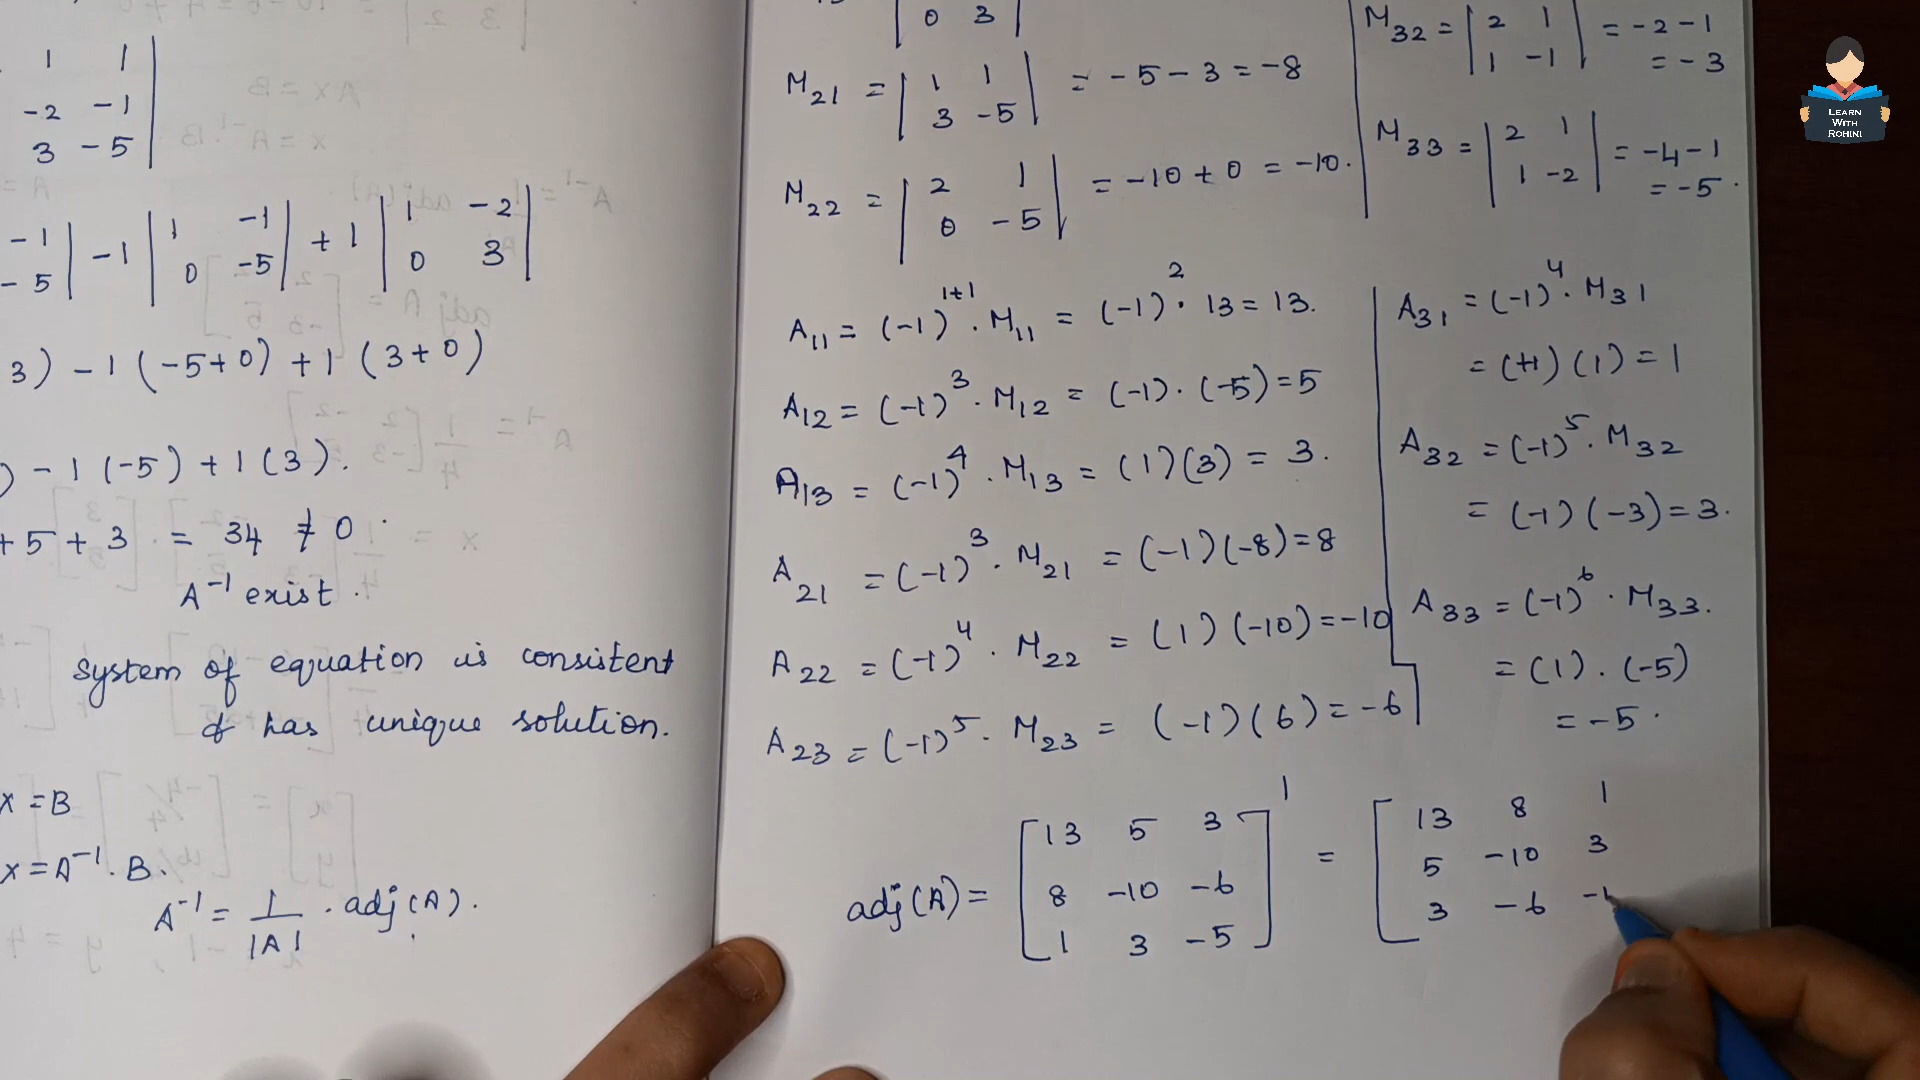 1 1
-2 -1
3 -5
-1 | -1 | 1 -1 | + 1 | 1 -2 |
-5 | 0 -5 | 0 3 |
3) - 1 (-5+0) + 1 (3+0)
) - 1 (-5) + 1 (3).
+5 + 3 = 34 ≠ 0
A⁻¹ exist.
System of equation is consistent
& has unique solution.
x = B
x = A⁻¹. B.
A⁻¹ = 1/|A| . adj(A).
0 3
M21 = | 1 1 | = -5 - 3 = -8
3 -5
M22 = | 2 1 | = -10 + 0 = -10.
0 -5
M32 = | 2 1 | = -2 - 1
1 -1 = -3
M33 = | 2 1 | = -4 - 1
1 -2 = -5.
A11 = (-1)^1+1 . M11 = (-1)^2 . 13 = 13.
A12 = (-1)^3 . M12 = (-1). (-5) = 5
A13 = (-1)^4 . M13 = (1)(3) = 3.
A21 = (-1)^3 . M21 = (-1)(-8) = 8
A22 = (-1)^4 . M22 = (1)(-10) = -10
A23 = (-1)^5 . M23 = (-1)(6) = -6
A31 = (-1)^4 . M31
= (+1)(1) = 1
A32 = (-1)^5 . M32
= (-1)(-3) = 3.
A33 = (-1)^6 . M33.
= (1). (-5)
= -5.
adj(A) = [ 13 5 3 ]' = [ 13 8 1
8 -10 -6 5 -10 3
1 3 -5 3 -6 -
LEARN
WITH
ROHINI